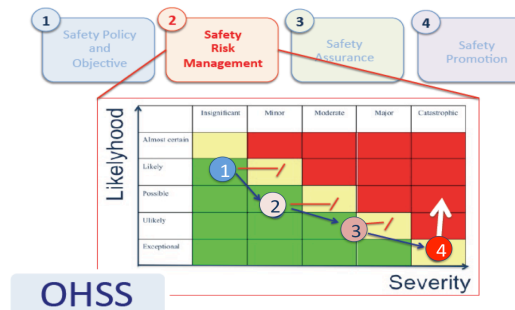 1
Safety Policy
and
Objective
2
Safety
Risk
Management
3
Safety
Assurance
4
Safety
Promotion
Insignificant
Minor
Moderate
Major
Catastrophic
Likelyhood
Almost certain
Likely
Possible
Ulikely
Exceptional
1
2
3
4
Severity
OHSS